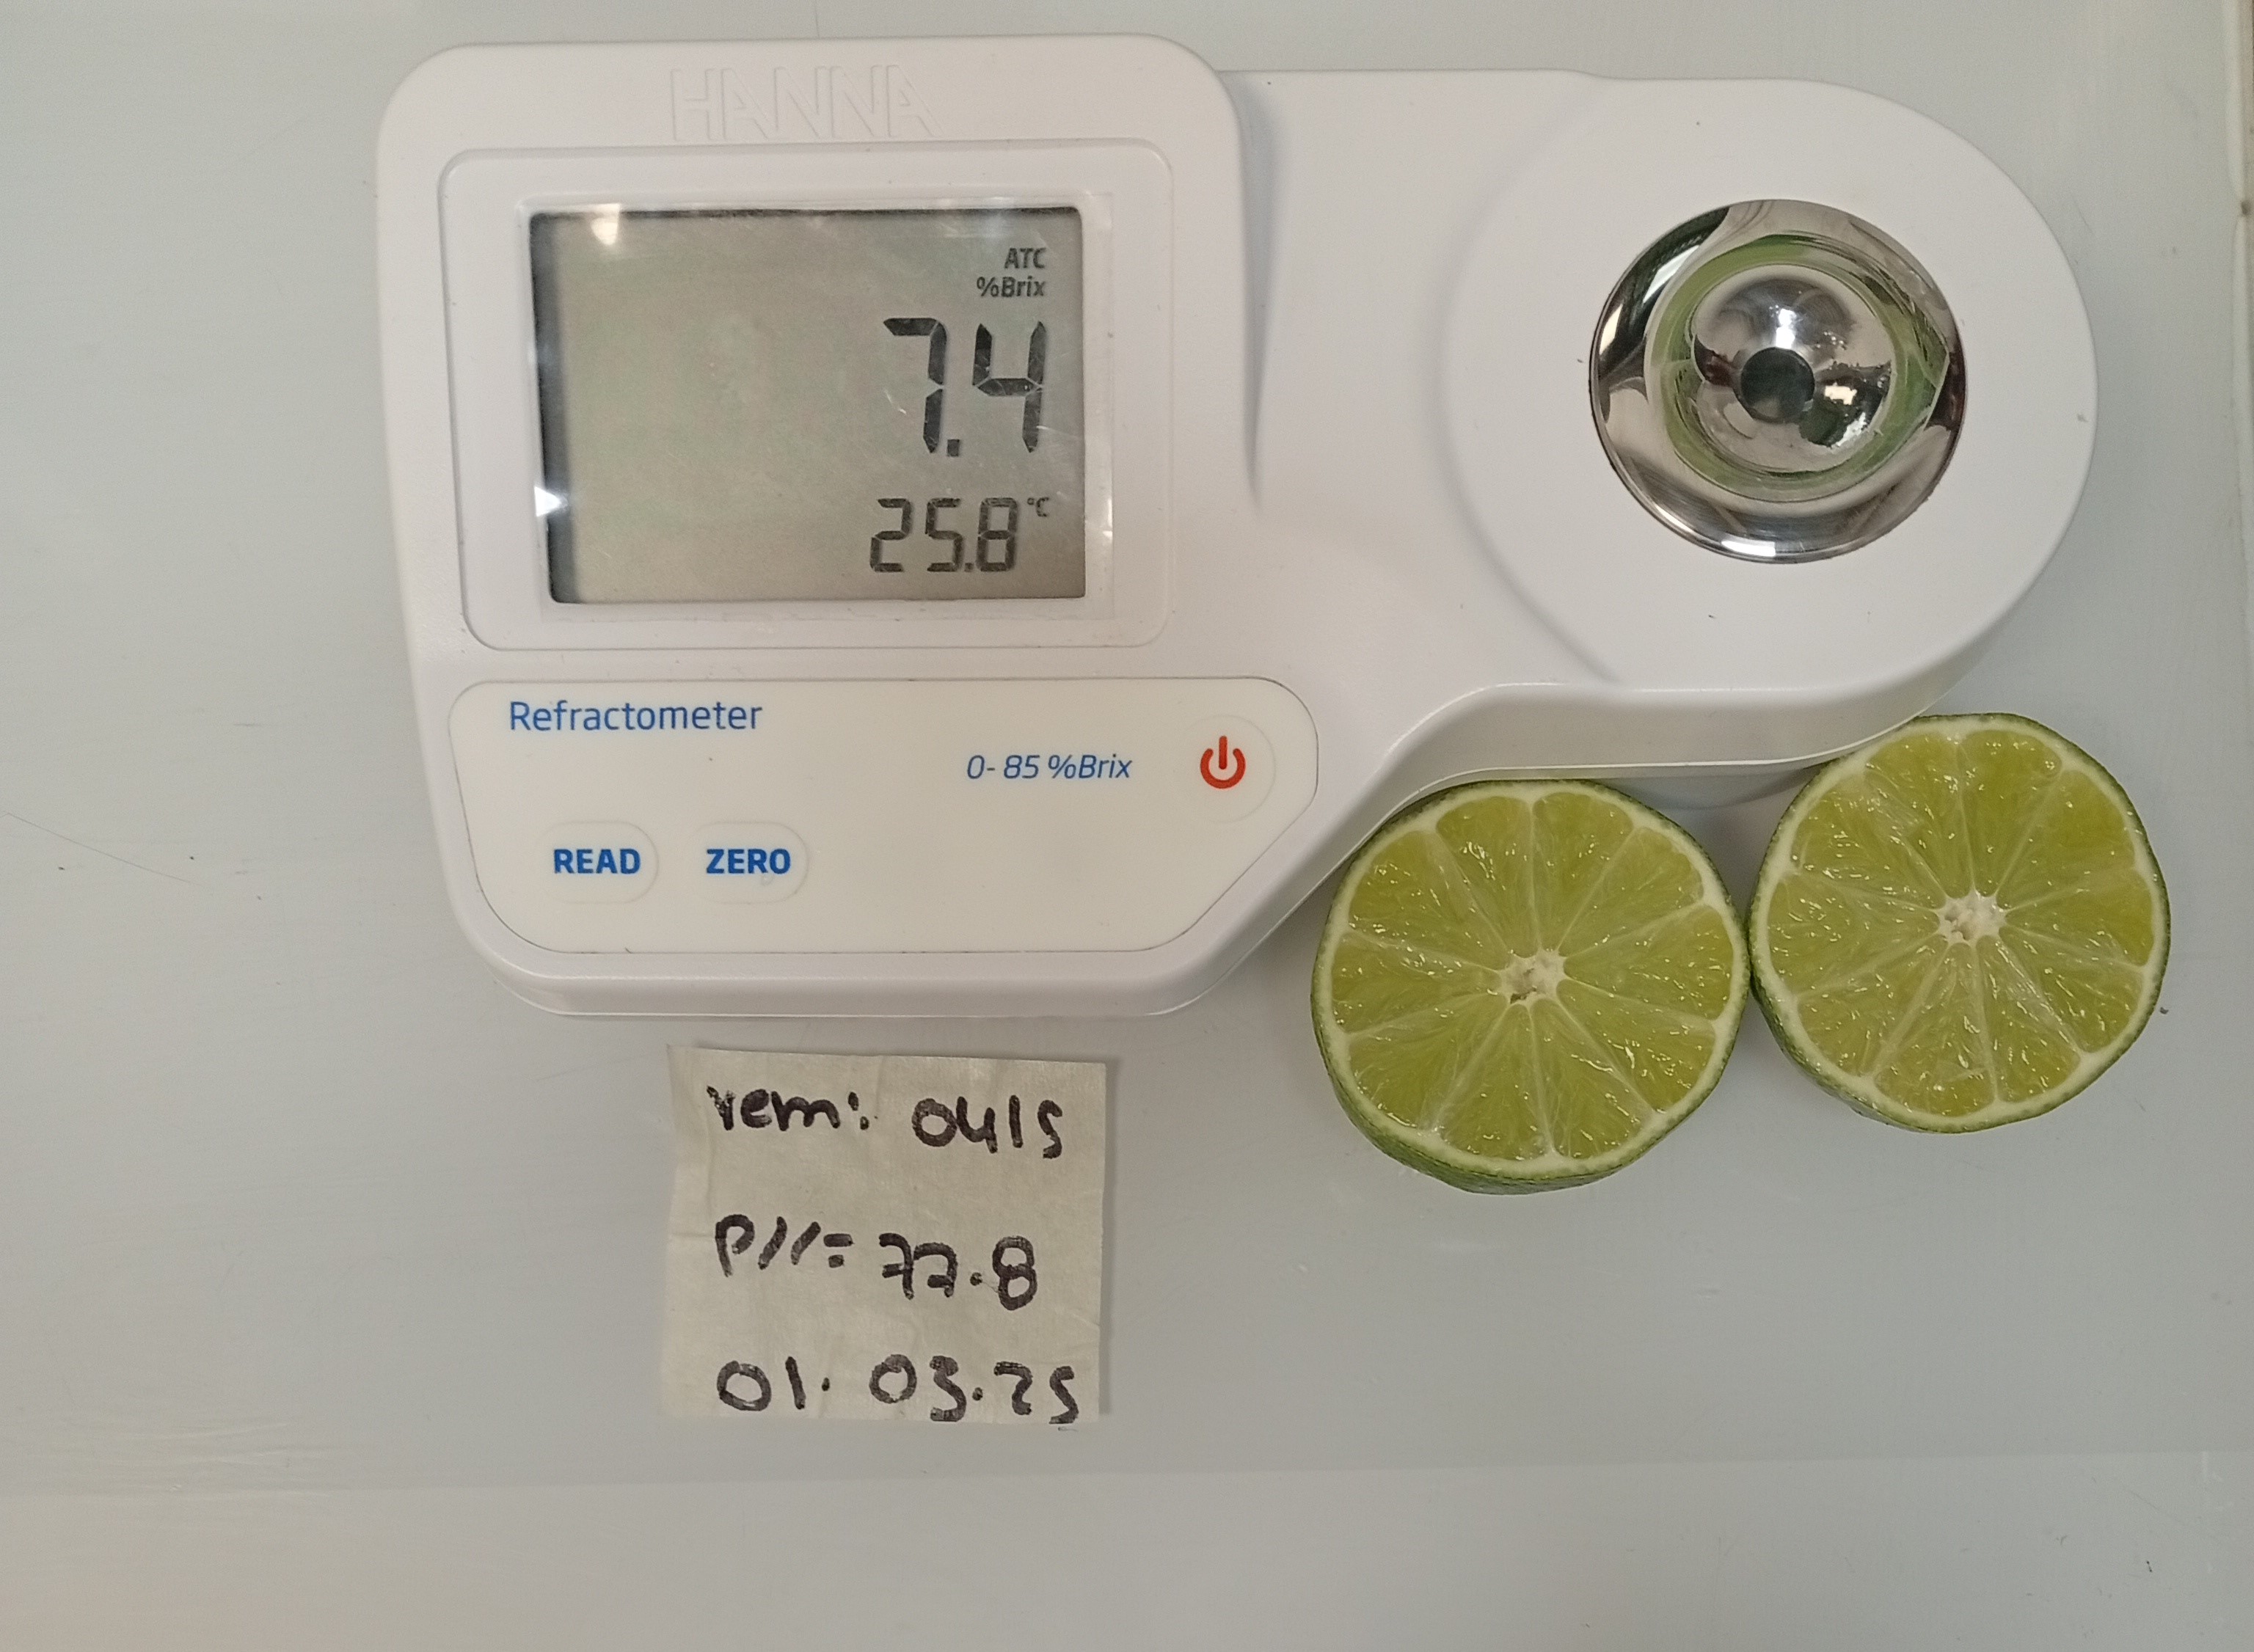 HANNA
ATC
%Brix
7.4
25.8 °C
Refractometer
0-85 %Brix
READ ZERO
rem: 0415
P//= 77.8
01.03.25